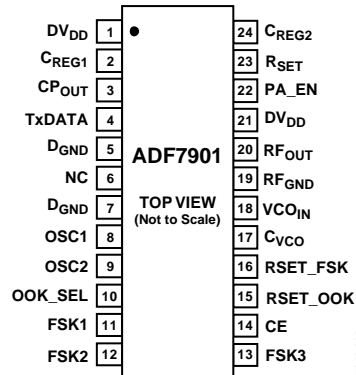 DVDD 1
CREG1 2
CPOUT 3
TxDATA 4
DGND 5
NC 6
DGND 7
OSC1 8
OSC2 9
OOK_SEL 10
FSK1 11
FSK2 12
ADF7901
TOP VIEW
(Not to Scale)
24 CREG2
23 RSET
22 PA_EN
21 DVDD
20 RFOUT
19 RFGND
18 VCOIN
17 CVCO
16 RSET_FSK
15 RSET_OOK
14 CE
13 FSK3